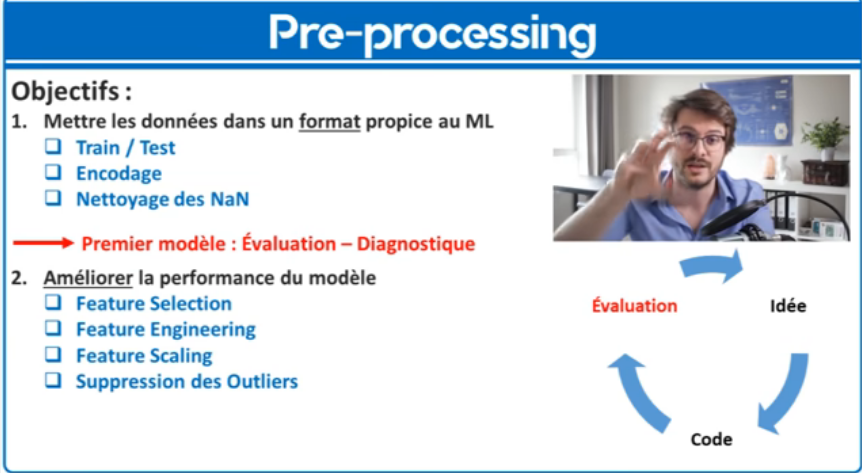 Pre-processing
Objectifs :
1. Mettre les données dans un format propice au ML
Train / Test
Encodage
Nettoyage des NaN
Premier modèle : Évaluation – Diagnostique
2. Améliorer la performance du modèle
Feature Selection
Feature Engineering
Feature Scaling
Suppression des Outliers
Évaluation
Idée
Code